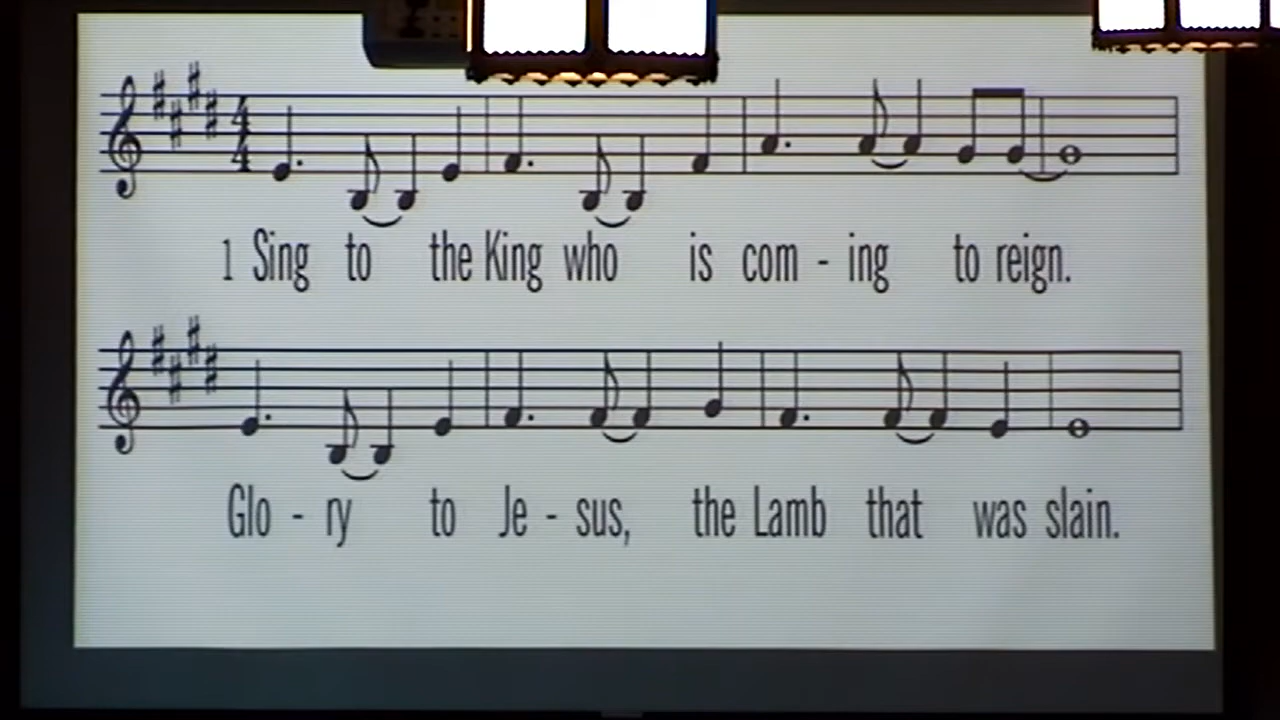 1 Sing to the King who is com - ing to reign.
Glo - ry to Je - sus, the Lamb that was slain.